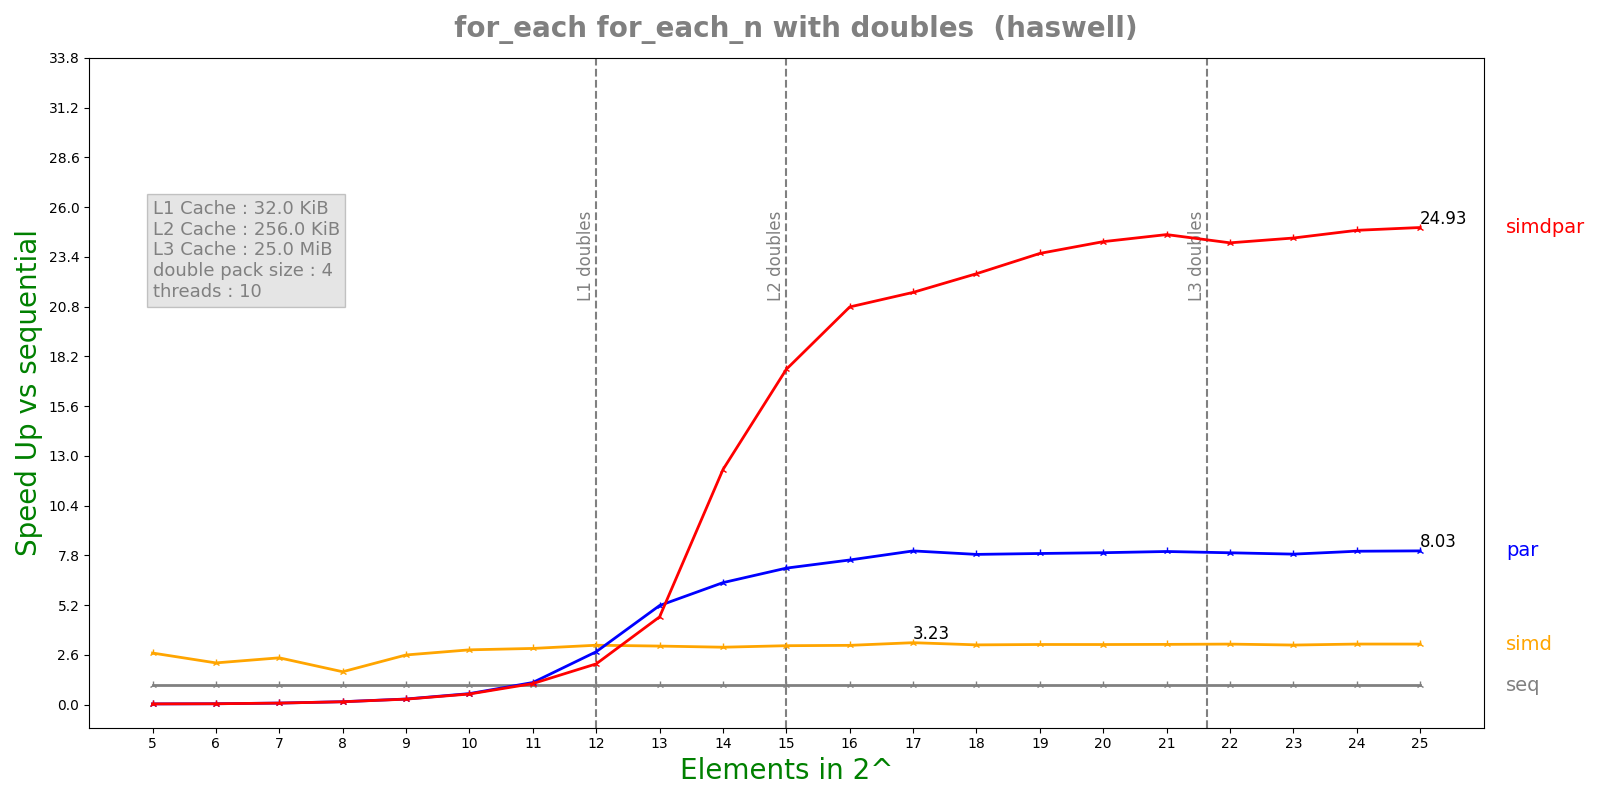 for_each for_each_n with doubles (haswell)
Speed Up vs sequential
33.8
31.2
28.6
26.0
23.4
20.8
18.2
15.6
13.0
10.4
7.8
5.2
2.6
0.0
L1 Cache : 32.0 KiB
L2 Cache : 256.0 KiB
L3 Cache : 25.0 MiB
double pack size : 4
threads : 10
L1 doubles
L2 doubles
L3 doubles
24.93
8.03
3.23
simdpar
par
simd
seq
5 6 7 8 9 10 11 12 13 14 15 16 17 18 19 20 21 22 23 24 25
Elements in 2^